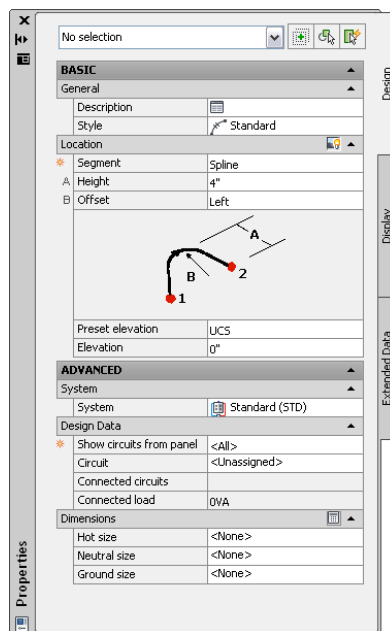 No selection
BASIC
General
Description
Style Standard
Location
Segment Spline
A Height 4"
B Offset Left
A
B
2
1
Preset elevation UCS
Elevation 0"
ADVANCED
System
System Standard (STD)
Design Data
Show circuits from panel <All>
Circuit <Unassigned>
Connected circuits
Connected load 0VA
Dimensions
Hot size <None>
Neutral size <None>
Ground size <None>
Design
Display
Extended Data
Properties